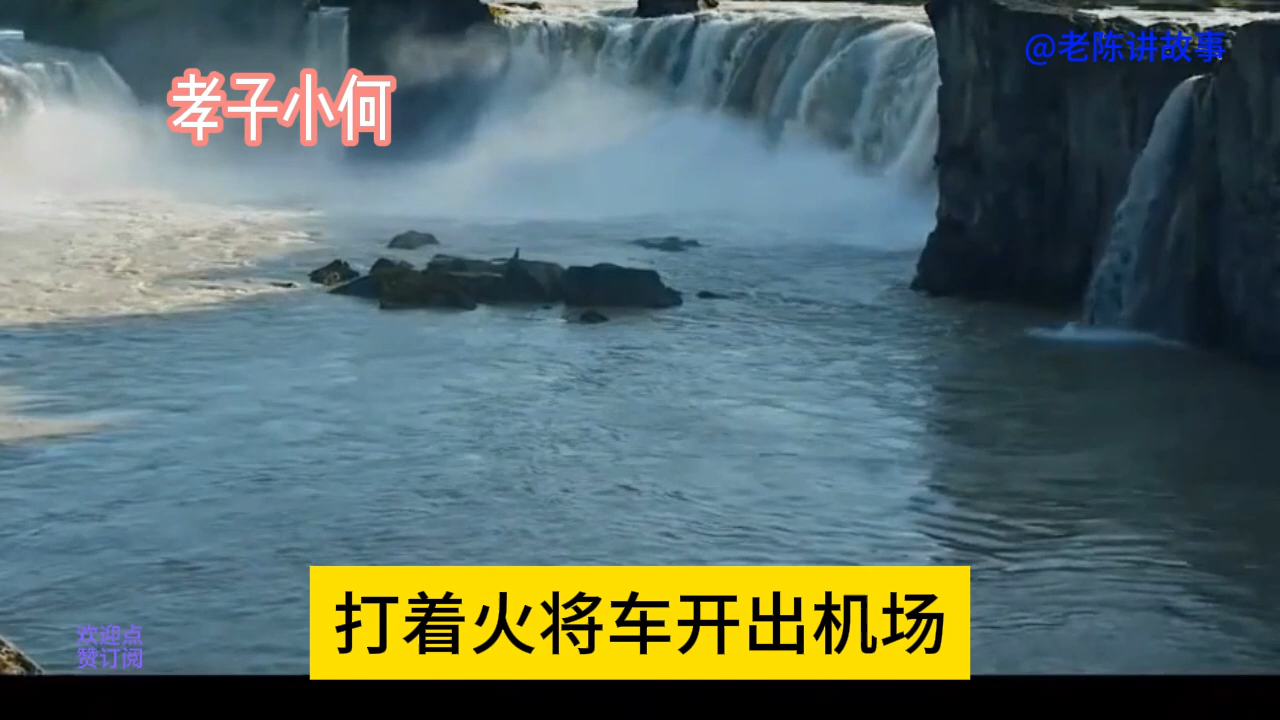 @老陈讲故事
孝子小何
打着火将车开出机场
欢迎点
赞订阅